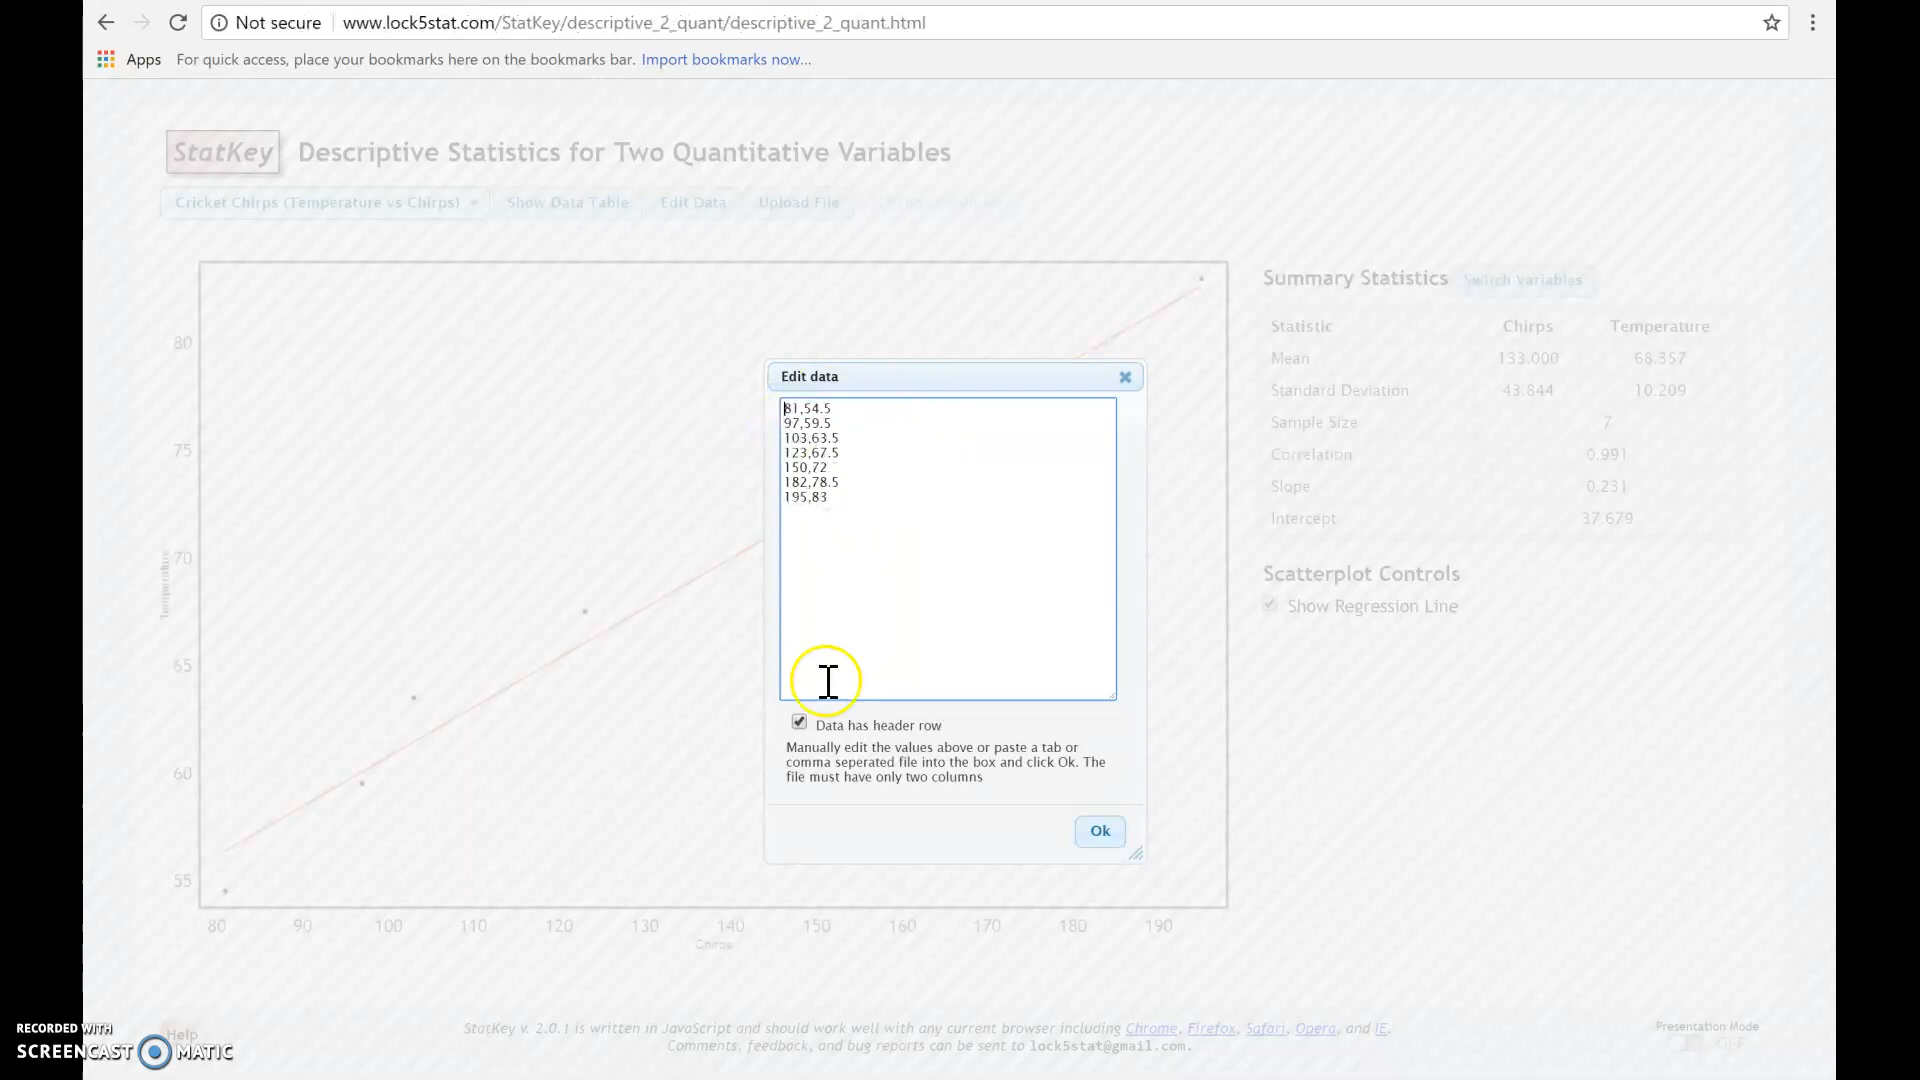 Not secure www.lock5stat.com/StatKey/descriptive_2_quant/descriptive_2_quant.html
Apps For quick access, place your bookmarks here on the bookmarks bar. Import bookmarks now...
StatKey Descriptive Statistics for Two Quantitative Variables
Cricket Chirps (Temperature vs Chirps) Show Data Table Edit Data Upload File
Summary Statistics Switch Variables
Statistic Chirps Temperature
Mean 133.000 68.357
Standard Deviation 43.844 10.209
Sample Size 7
Correlation 0.991
Slope 0.231
Intercept 37.679
Scatterplot Controls
Show Regression Line
Edit data
81,54.5
97,59.5
103,63.5
123,67.5
150,72
182,78.5
195,83
Data has header row
Manually edit the values above or paste a tab or
comma seperated file into the box and click Ok. The
file must have only two columns
Ok
80
75
70
65
60
55
Temperature
80 90 100 110 120 130 140 150 160 170 180 190
Chirps
Help
StatKey v. 2.0.1 is written in JavaScript and should work well with any current browser including Chrome, Firefox, Safari, Opera, and IE.
Comments, feedback, and bug reports can be sent to lock5stat@gmail.com.
Presentation Mode
OFF
RECORDED WITH
SCREENCAST MATIC